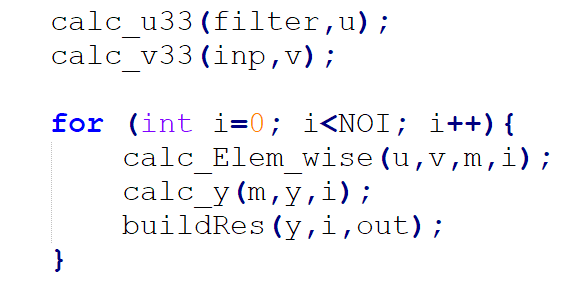 calc_u33(filter,u);
calc_v33(inp,v);
for (int i=0; i<NOI; i++){
calc_Elem_wise(u,v,m,i);
calc_y(m,y,i);
buildRes(y,i,out);
}